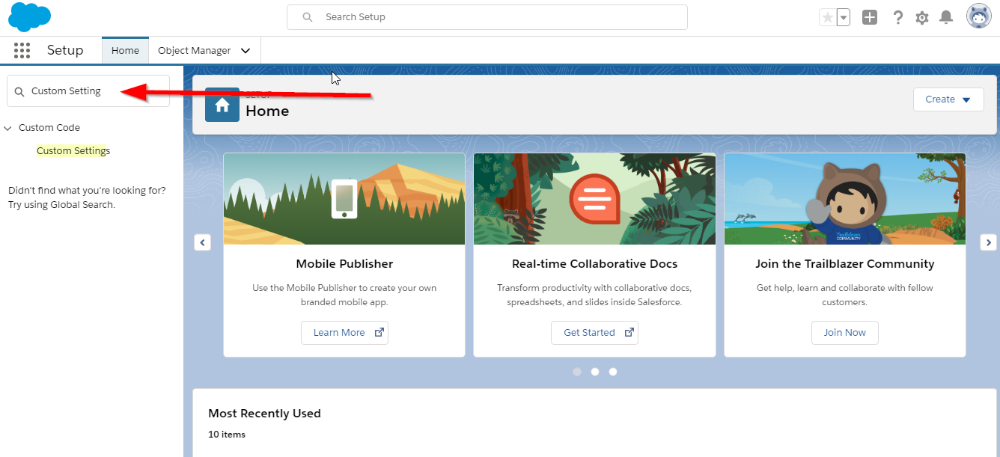 Search Setup
Setup
Home
Object Manager
Custom Setting
Custom Code
Custom Settings
Didn't find what you're looking for?
Try using Global Search.
SETUP
Home
Create
Mobile Publisher
Use the Mobile Publisher to create your own
branded mobile app.
Learn More
Real-time Collaborative Docs
Transform productivity with collaborative docs,
spreadsheets, and slides inside Salesforce.
Get Started
Trailblazer
COMMUNITY
Join the Trailblazer Community
Get help, learn and collaborate with fellow
customers.
Join Now
Most Recently Used
10 items